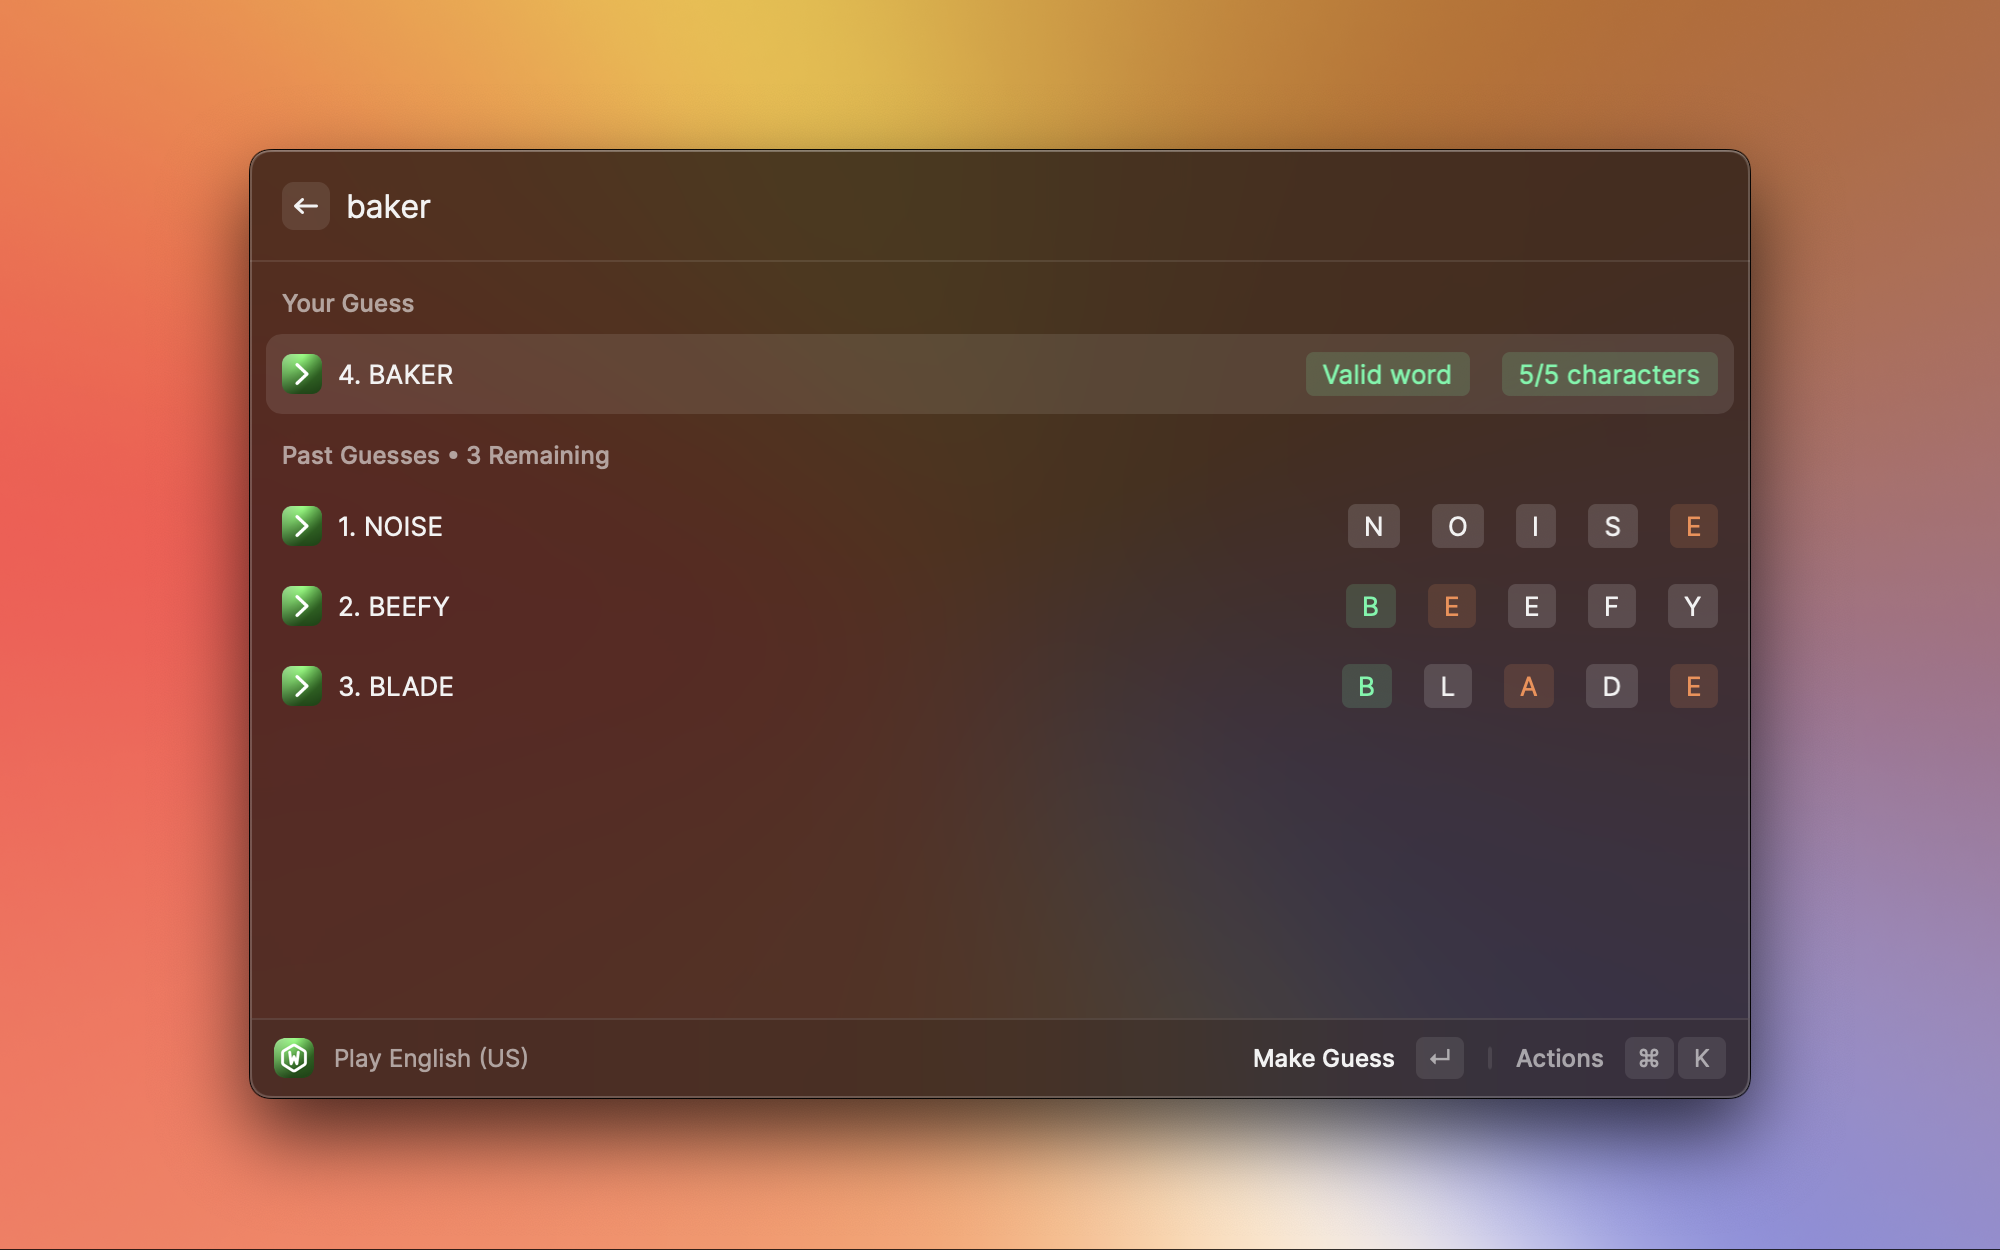 baker
Your Guess
4. BAKER Valid word 5/5 characters
Past Guesses • 3 Remaining
1. NOISE N O I S E
2. BEEFY B E E F Y
3. BLADE B L A D E
W Play English (US) Make Guess ↵ | Actions ⌘ K